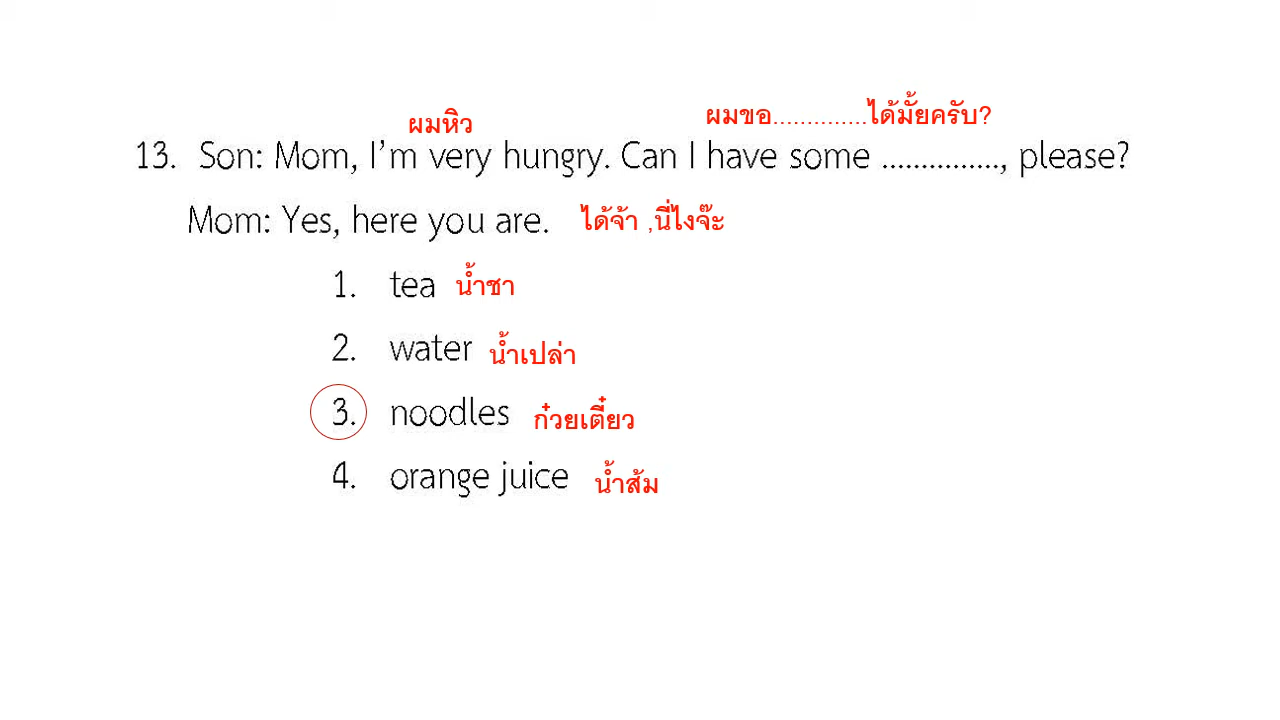 ผมหิว ผมขอ..............ได้มั้ยครับ?
13. Son: Mom, I'm very hungry. Can I have some ..............., please?
Mom: Yes, here you are. ได้จ้า ,นี่ไงจ๊ะ
1. tea น้ำชา
2. water น้ำเปล่า
3. noodles ก๋วยเตี๋ยว
4. orange juice น้ำส้ม